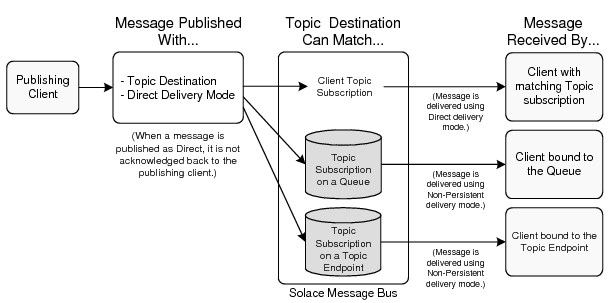 Message Published
With...
Topic Destination
Can Match...
Message
Received By...
Publishing
Client
- Topic Destination
- Direct Delivery Mode
(When a message is
published as Direct, it is not
acknowledged back to the
publishing client.)
Client Topic
Subscription
(Message is
delivered using
Direct delivery
mode.)
Client with
matching Topic
subscription
Topic
Subscription
on a Queue
(Message is
delivered using
Non-Persistent
delivery mode.)
Client bound to
the Queue
Topic
Subscription
on a Topic
Endpoint
(Message is
delivered using
Non-Persistent
delivery mode.)
Client bound to the
Topic Endpoint
Solace Message Bus